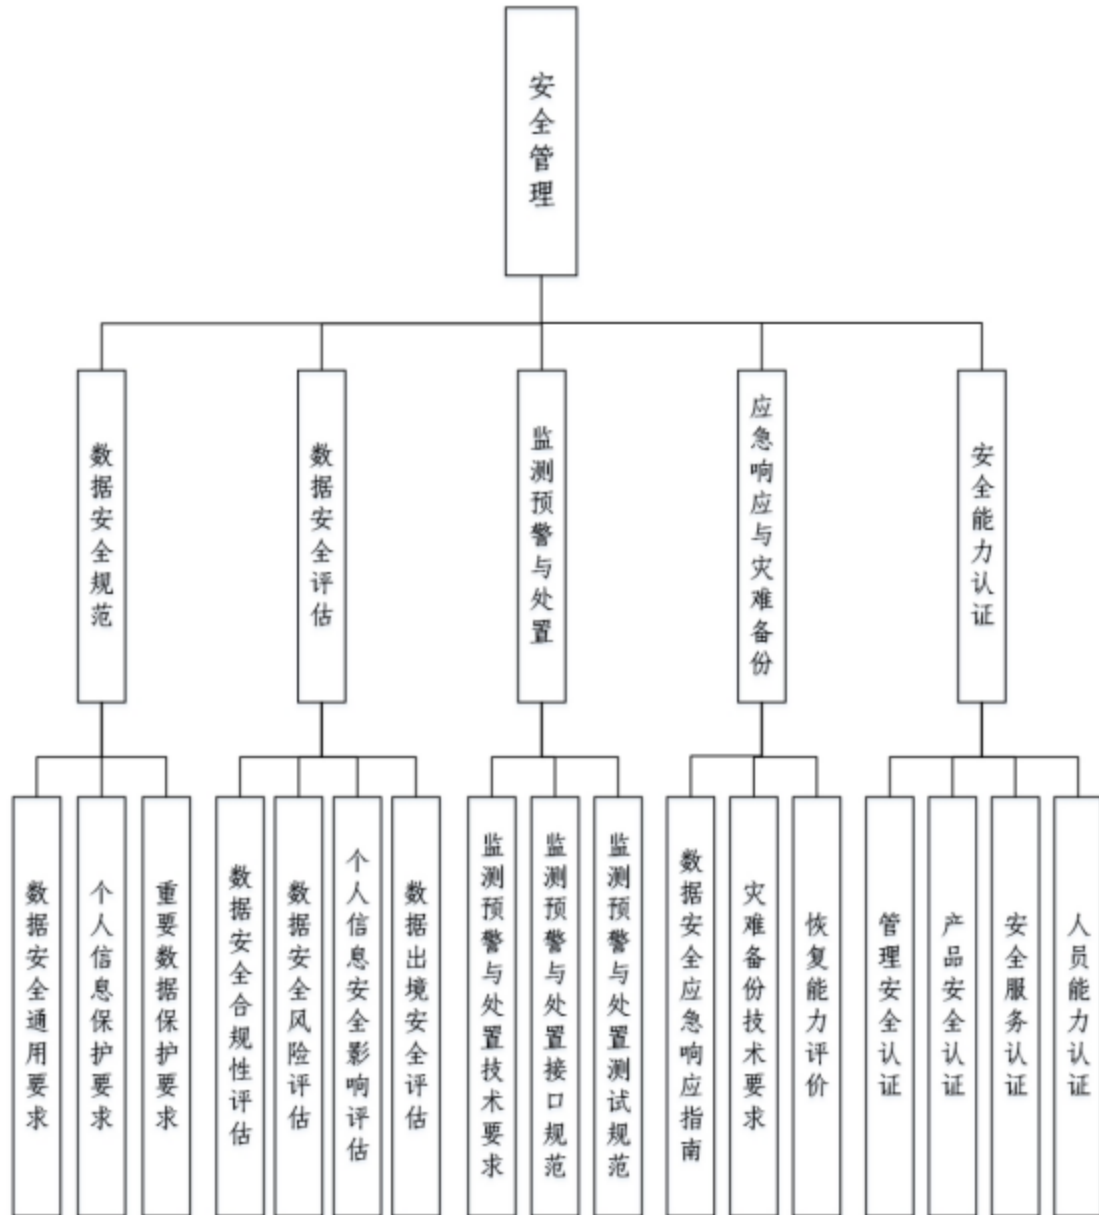 安全管理
数据安全规范
数据安全评估
监测预警与处置
应急响应与灾难备份
安全能力认证
数据安全通用要求
个人信息保护要求
重要数据保护要求
数据安全合规性评估
数据安全风险评估
个人信息安全影响评估
数据出境安全评估
监测预警与处置技术要求
监测预警与处置接口规范
监测预警与处置测试规范
数据安全应急响应指南
灾难备份技术要求
恢复能力评价
管理安全认证
产品安全认证
安全服务认证
人员能力认证